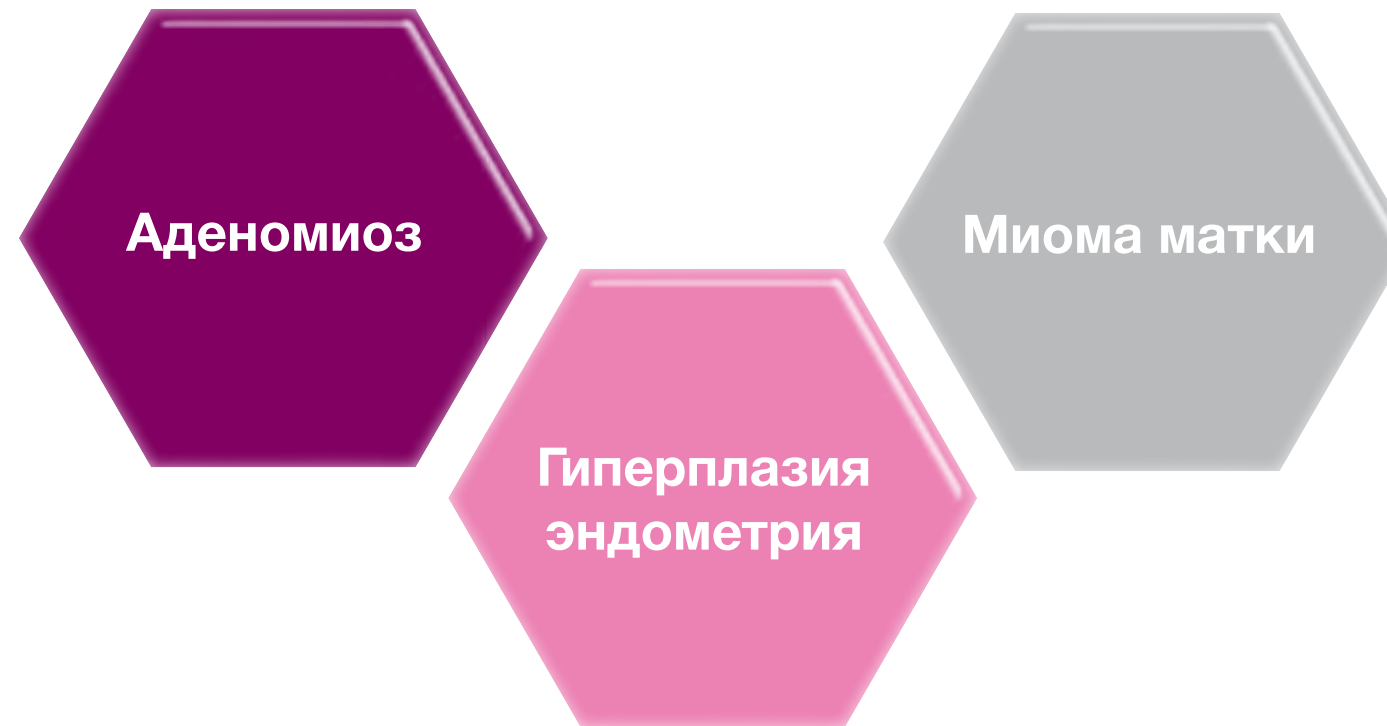 Аденомиоз
Миома матки
Гиперплазия
эндометрия